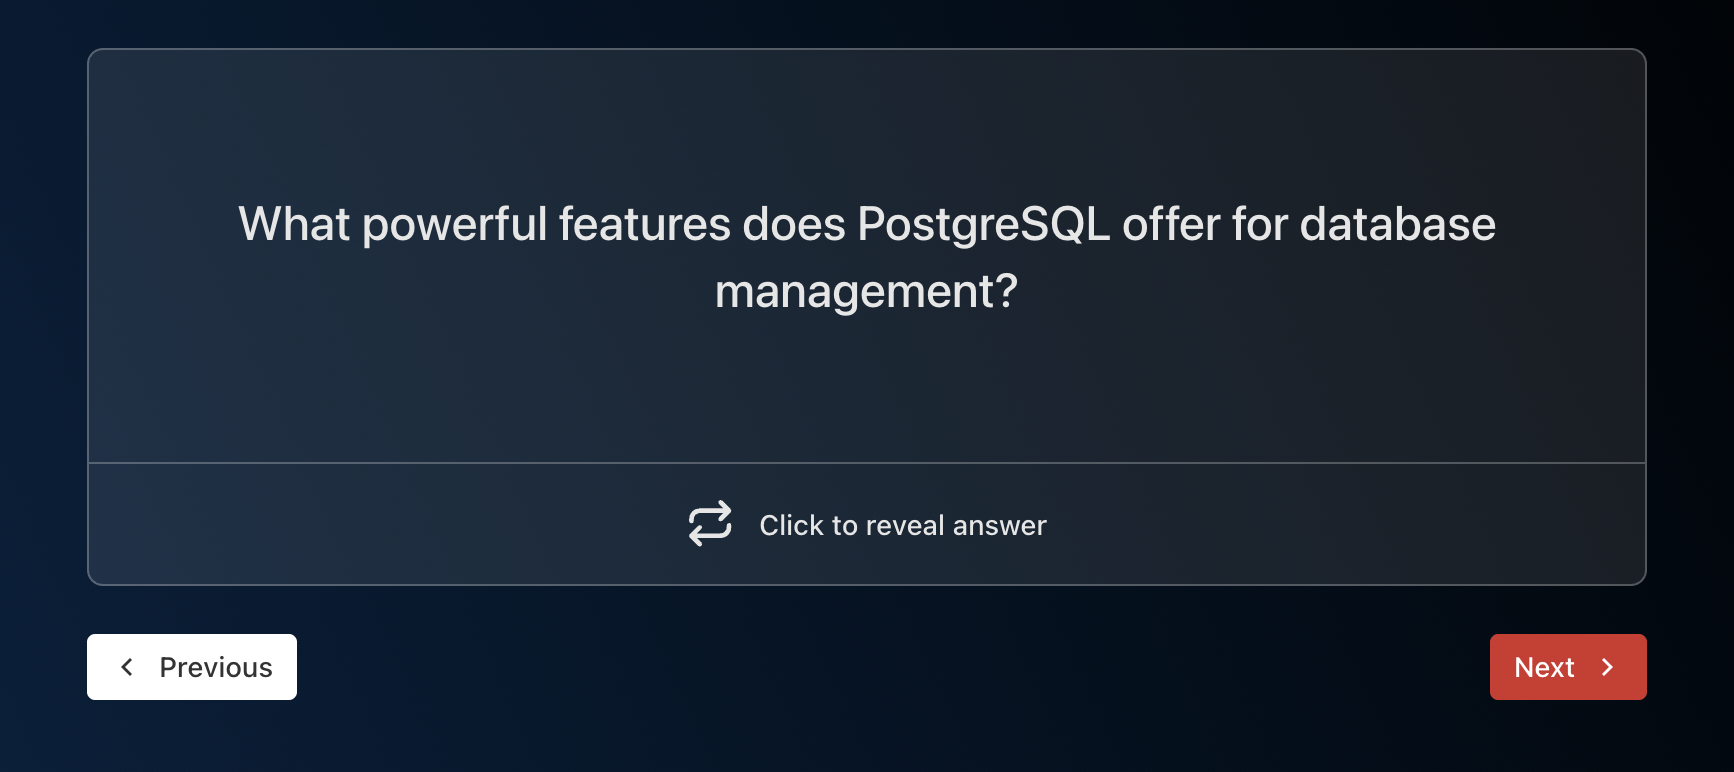 What powerful features does PostgreSQL offer for database
management?
Click to reveal answer
Previous
Next